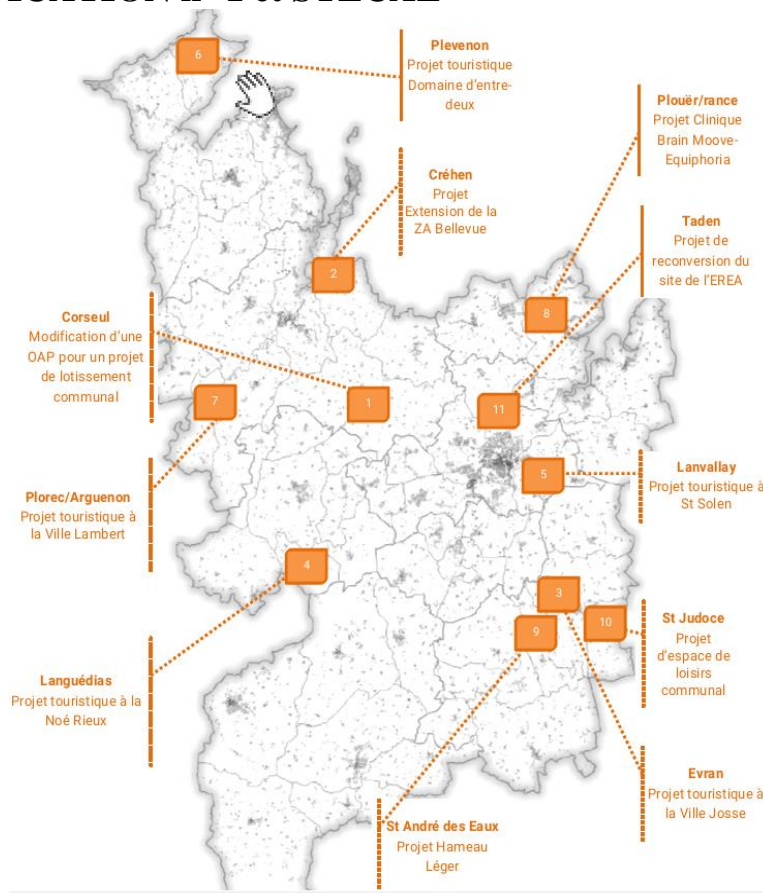 6
Plevenon
Projet touristique
Domaine d'entre-
deux
Plouër/rance
Projet Clinique
Brain Moove-
Equiphoria
Créhen
Projet
Extension de la
ZA Bellevue
Taden
Projet de
reconversion du
site de l'EREA
2
8
Corseul
Modification d'une
OAP pour un projet
de lotissement
communal
7
1
11
Lanvallay
Projet touristique à
St Solen
5
Plorec/Arguenon
Projet touristique à
la Ville Lambert
4
3
10
9
St Judoce
Projet
d'espace de
loisirs
communal
Languédias
Projet touristique à la
Noé Rieux
Evran
Projet touristique à
la Ville Josse
St André des Eaux
Projet Hameau
Léger